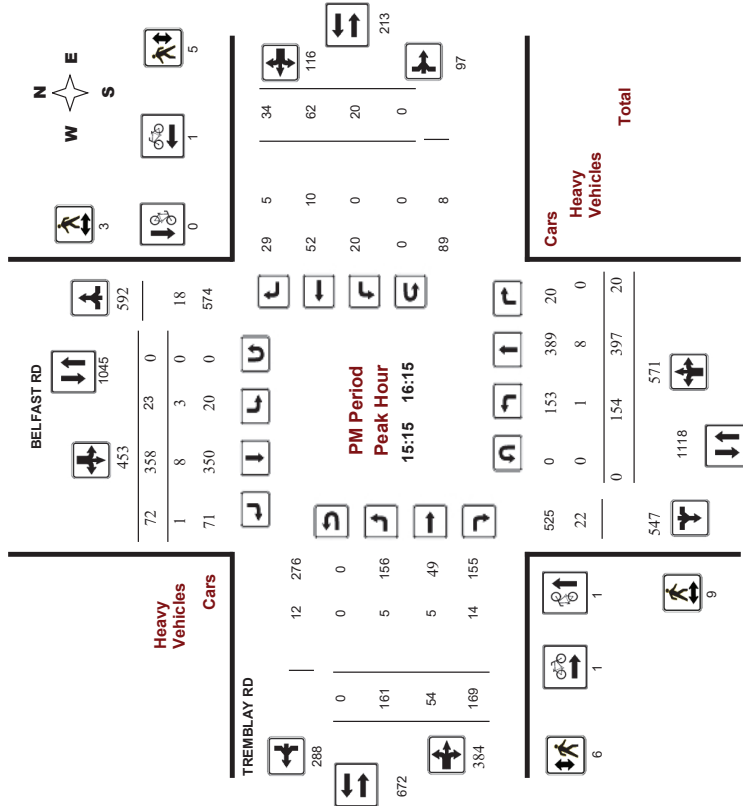 N
E
W
S
3
5
0
1
BELFAST RD
1045
453
592
72 358 23 0
1 8 3 0 18
71 350 20 0 574
213
116
97
29 5 34
52 10 62
20 0 20
0 0 0
89 8
Heavy
Vehicles
Cars
PM Period
Peak Hour
15:15 16:15
TREMBLAY RD
288
12 276
0 0 0
161 5 156
54 5 49
169 14 155
672
384
Cars
Heavy
Vehicles
Total
525 0 153 389 20
22 0 1 8 0
0 154 397 20
547
571
1118
1
1
6
9